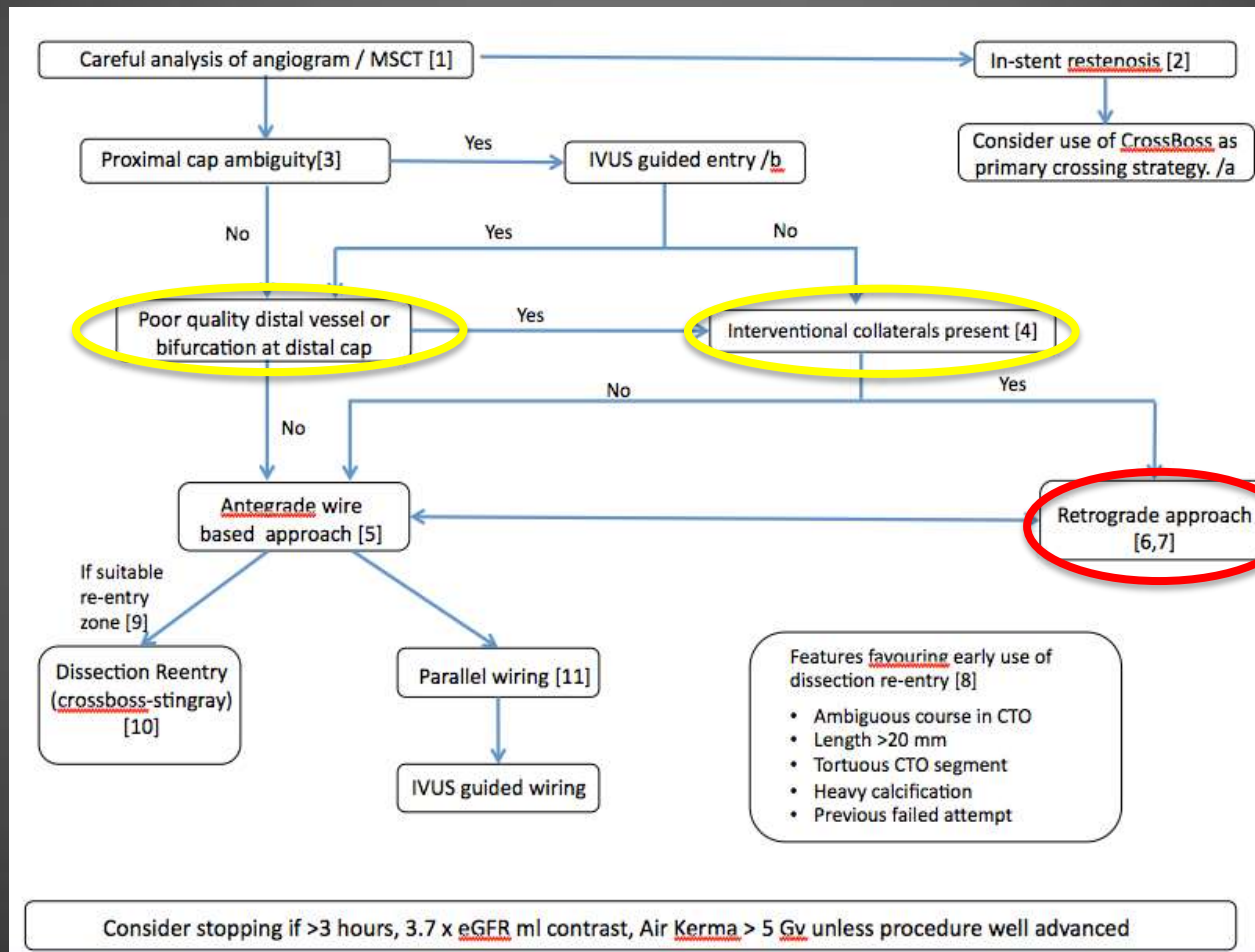 Careful analysis of angiogram / MSCT [1]
In-stent restenosis [2]
Consider use of CrossBoss as
primary crossing strategy. /a
Proximal cap ambiguity[3]
Yes
IVUS guided entry /b
No
Yes
No
Poor quality distal vessel or
bifurcation at distal cap
Yes
Interventional collaterals present [4]
No
Yes
No
Antegrade wire
based approach [5]
Retrograde approach
[6,7]
If suitable
re-entry
zone [9]
Dissection Reentry
(crossboss-stingray)
[10]
Parallel wiring [11]
IVUS guided wiring
Features favouring early use of
dissection re-entry [8]
• Ambiguous course in CTO
• Length >20 mm
• Tortuous CTO segment
• Heavy calcification
• Previous failed attempt
Consider stopping if >3 hours, 3.7 x eGFR ml contrast, Air Kerma > 5 Gy unless procedure well advanced